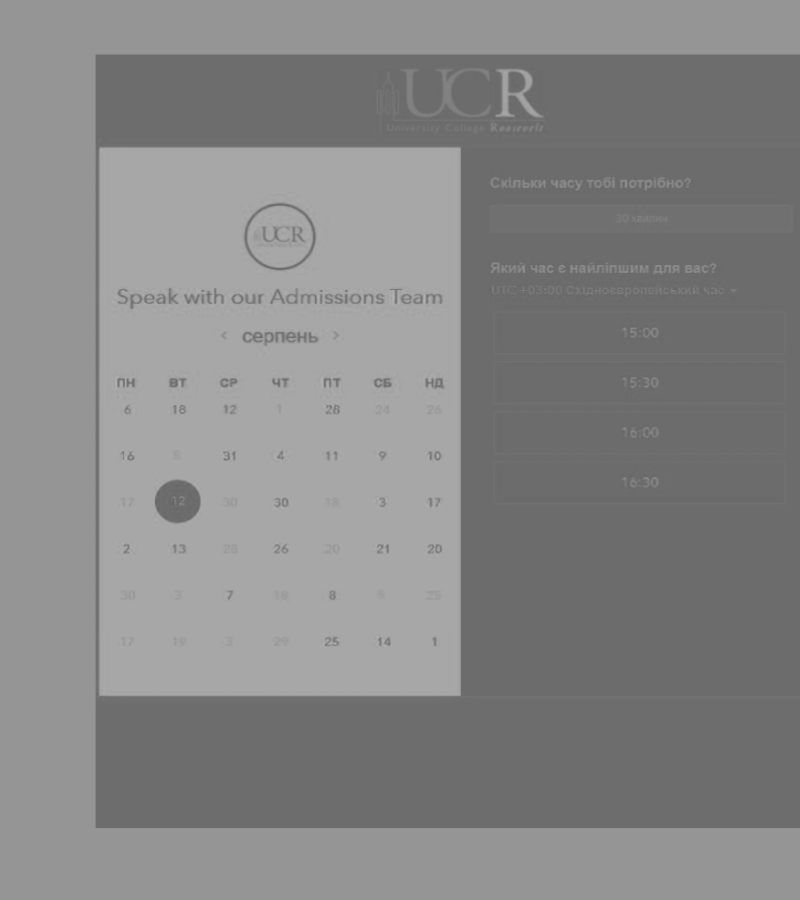 UCR
University College Roosevelt
UCR
Speak with our Admissions Team
< серпень >
ПН ВТ СР ЧТ ПТ СБ НД
6 18 12 1 28 24 26
16 5 31 4 11 9 10
17 12 30 30 18 3 17
2 13 25 26 20 21 20
30 3 7 18 8 5 25
17 19 3 29 25 14 1
Скільки часу тобі потрібно?
30 хвилин
Який час є найліпшим для вас?
UTC +03:00 Східноєвропейський час
15:00
15:30
16:00
16:30